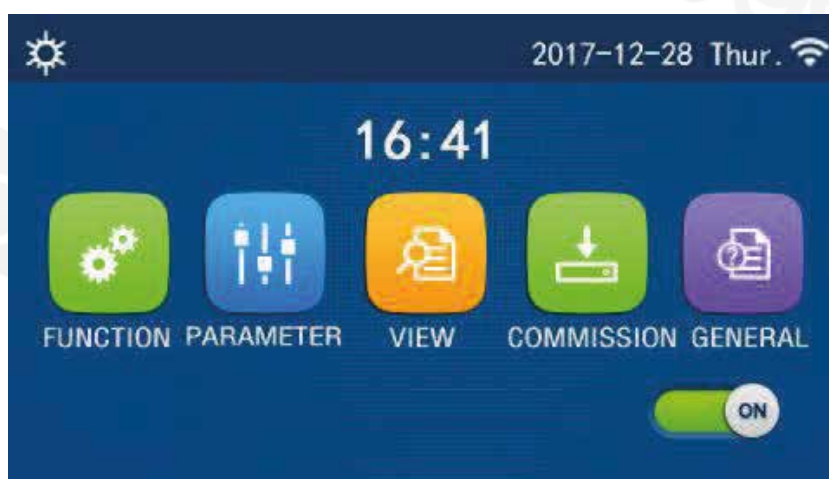 2017-12-28 Thur.
16:41
FUNCTION PARAMETER VIEW COMMISSION GENERAL
ON